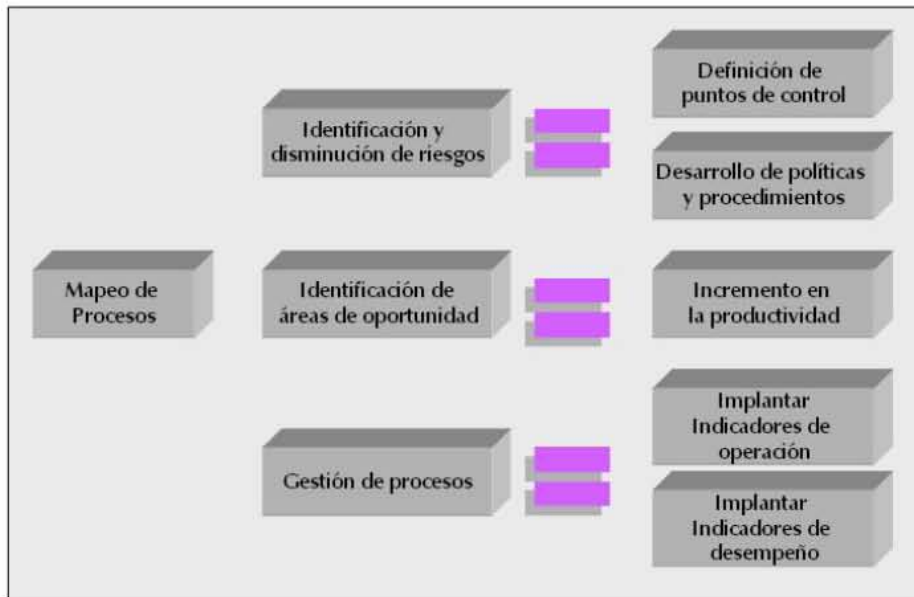 Mapeo de
Procesos
Identificación y
disminución de riesgos
Definición de
puntos de control
Desarrollo de políticas
y procedimientos
Identificación de
áreas de oportunidad
Incremento en
la productividad
Gestión de procesos
Implantar
Indicadores de
operación
Implantar
Indicadores de
desempeño